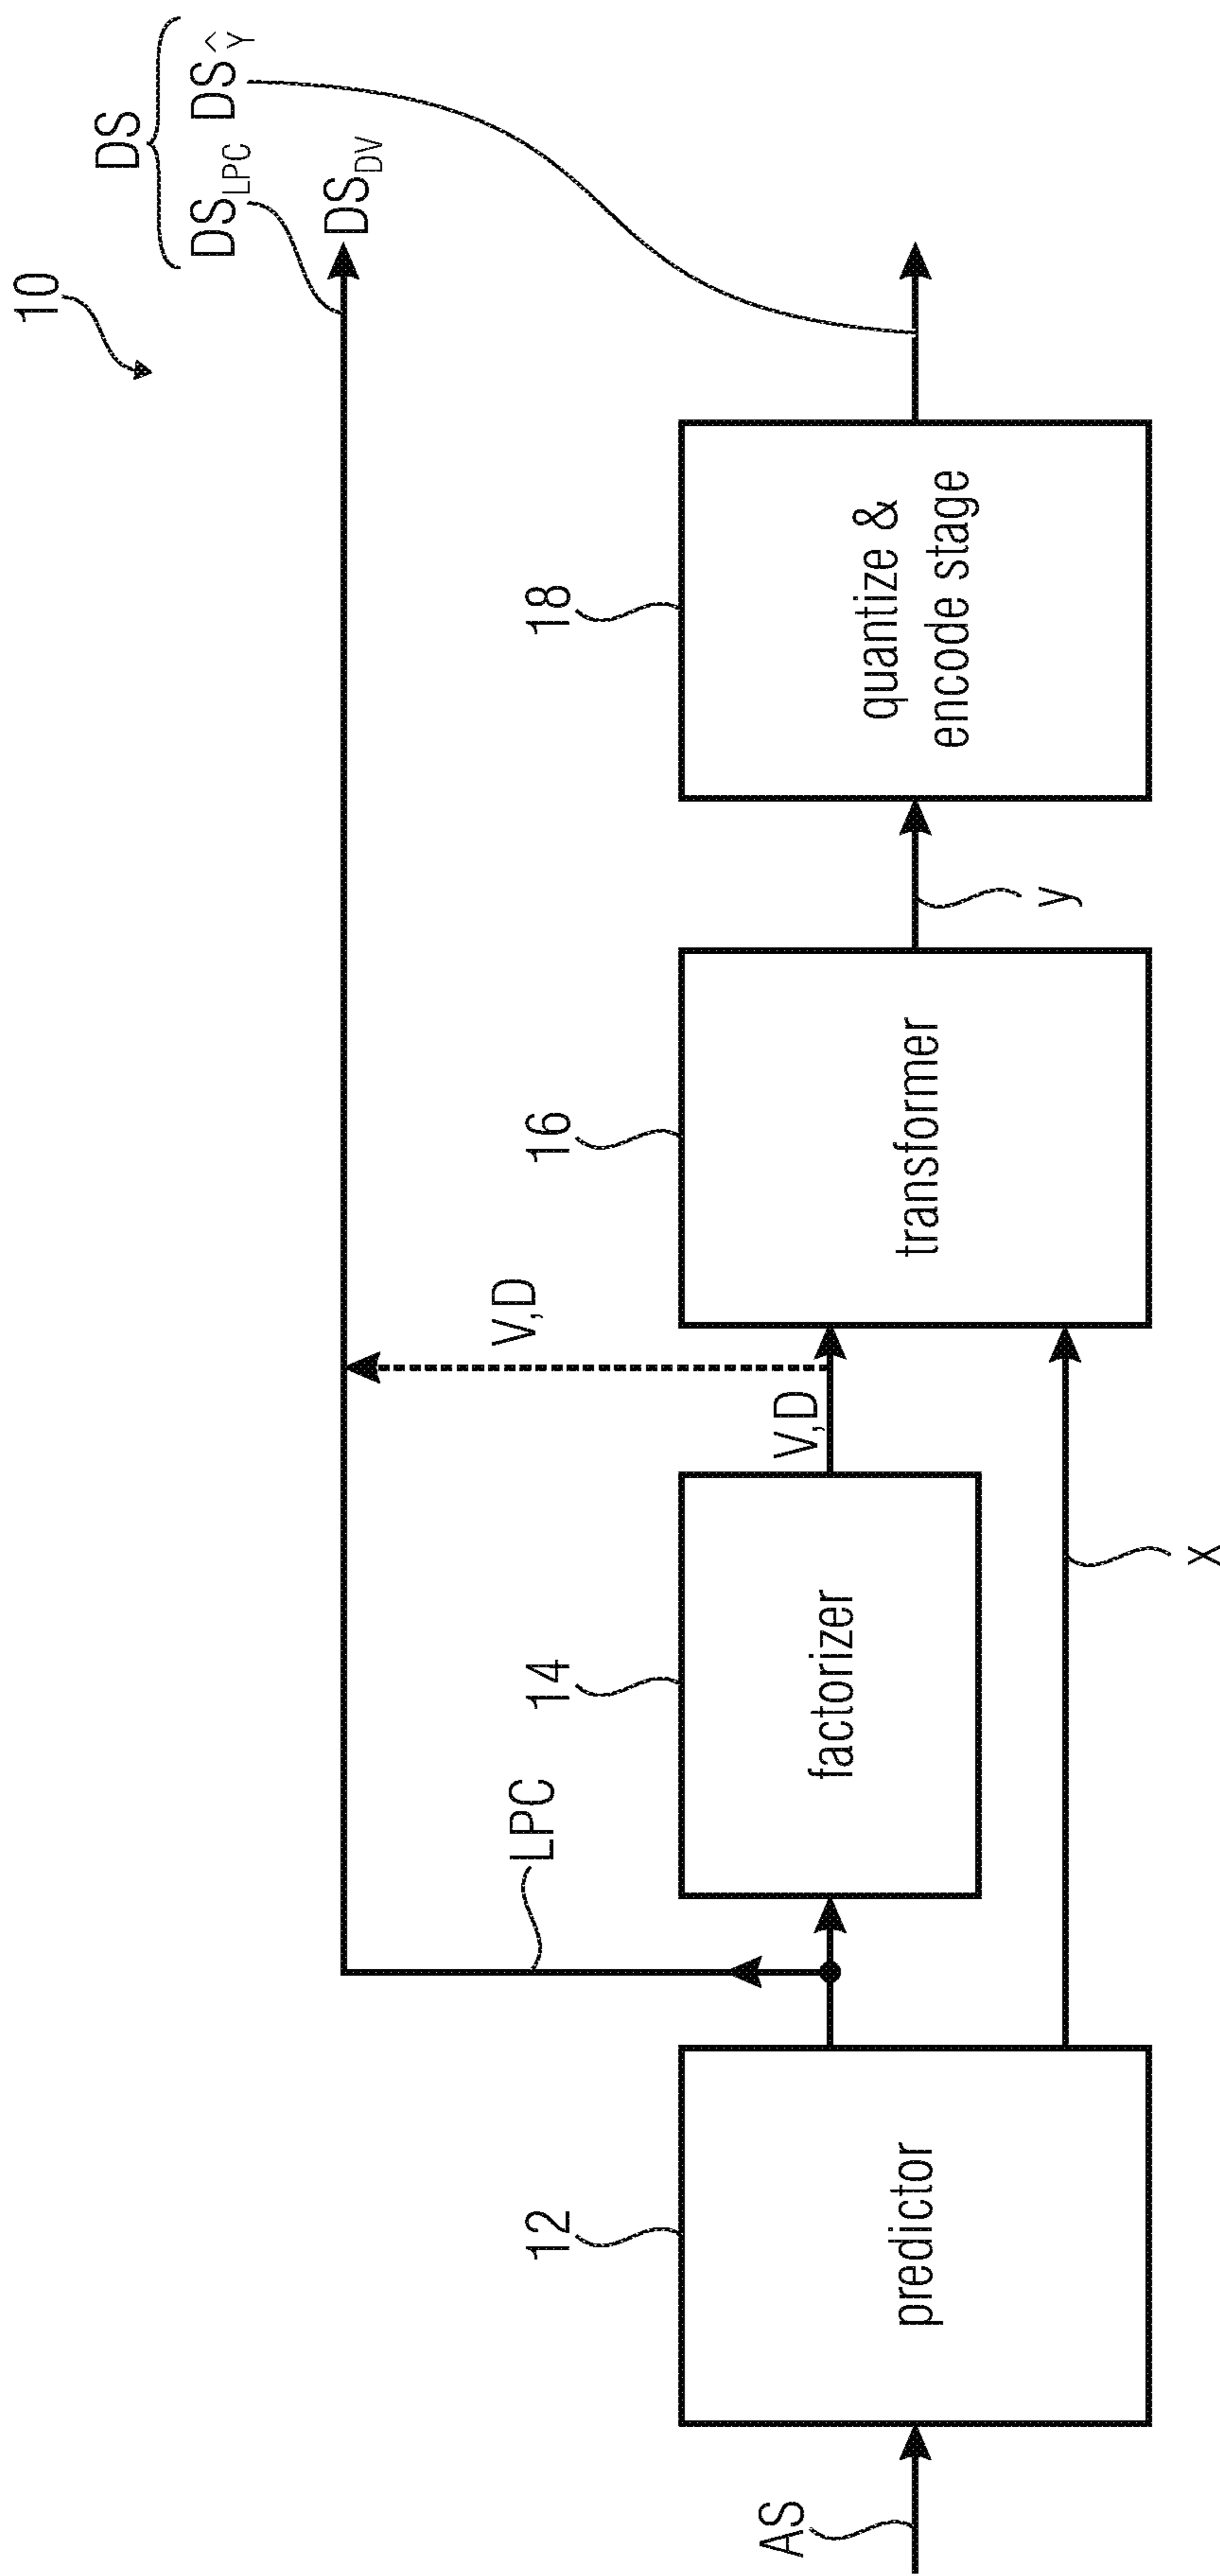 10
DS
DS_LPC DS_Ŷ
DS_DV
LPC
V,D
12
14
16
18
AS
predictor
factorizer
V,D
transformer
quantize &
encode stage
x
y